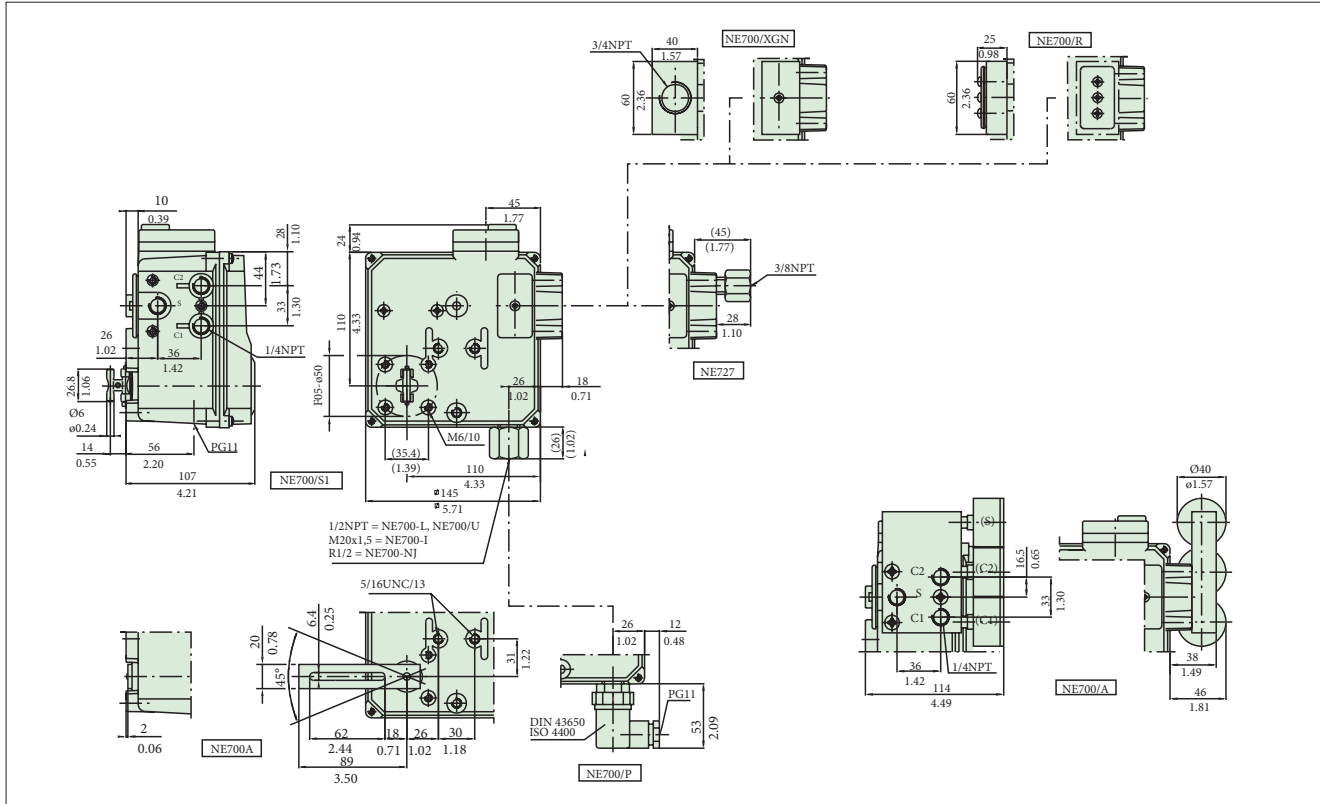 40
1.57
3/4NPT
60
2.36
NE700/XGN
25
0.98
60
2.36
NE700/R
10
0.39
28
1.10
44
1.73
33
1.30
C2
S
C1
1/4NPT
26
1.02
36
1.42
26.8
1.06
Ø6
ø0.24
14
0.55
56
2.20
PG11
107
4.21
NE700/S1
45
1.77
24
0.94
110
4.33
F05-ø50
26
1.02
18
0.71
M6/10
(35.4)
(1.39)
(26)
(1.02)
110
4.33
145
5.71
1/2NPT = NE700-L, NE700/U
M20x1,5 = NE700-I
R1/2 = NE700-NJ
(45)
(1.77)
3/8NPT
28
1.10
NE727
2
0.06
NE700A
5/16UNC/13
6.4
0.25
20
0.78
45°
31
1.22
62
2.44
18
0.71
26
1.02
30
1.18
89
3.50
26
1.02
12
0.48
PG11
DIN 43650
ISO 4400
53
2.09
NE700/P
(S)
C2
(C2)
S
C1
(C1)
16.5
0.65
33
1.30
36
1.42
1/4NPT
114
4.49
Ø40
ø1.57
38
1.49
46
1.81
NE700/A